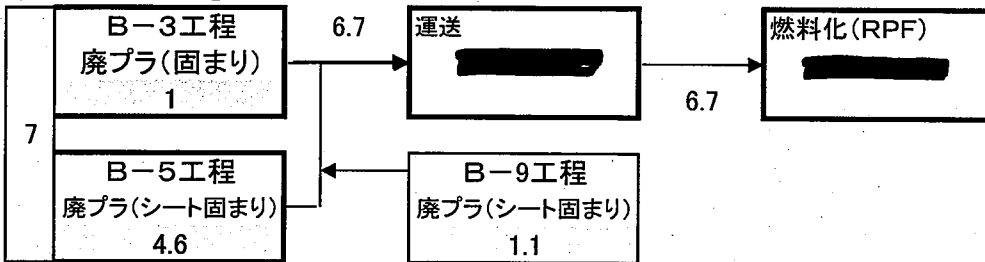 7
B-3工程
廃プラ(固まり)
1
6.7
運送
6.7
燃料化(RPF)
B-5工程
廃プラ(シート固まり)
4.6
B-9工程
廃プラ(シート固まり)
1.1